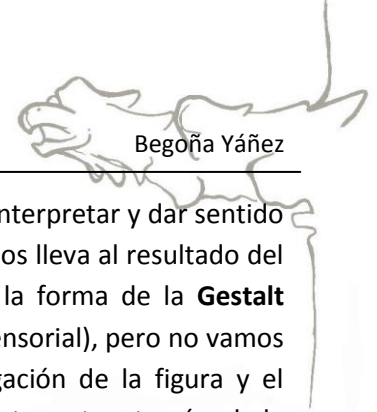 Begoña Yáñez
interpretar y dar sentido
os lleva al resultado del
la forma de la Gestalt
ensorial), pero no vamos
gación de la figura y el